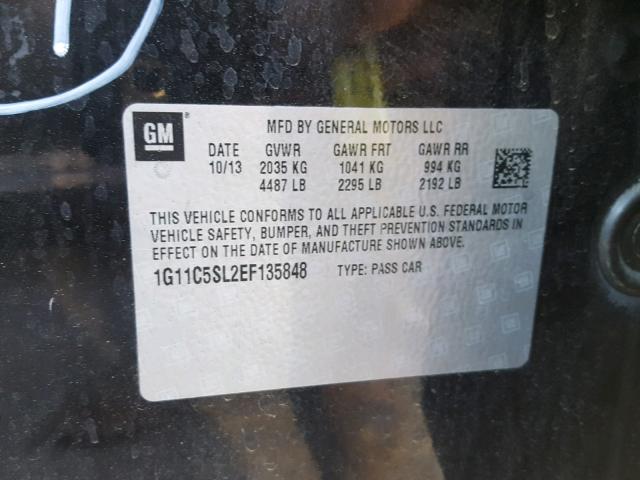 GM
MFD BY GENERAL MOTORS LLC
DATE GVWR GAWR FRT GAWR RR
10/13 2035 KG 1041 KG 994 KG
4487 LB 2295 LB 2192 LB
THIS VEHICLE CONFORMS TO ALL APPLICABLE U.S. FEDERAL MOTOR
VEHICLE SAFETY, BUMPER, AND THEFT PREVENTION STANDARDS IN
EFFECT ON THE DATE OF MANUFACTURE SHOWN ABOVE.
1G11C5SL2EF135848 TYPE: PASS CAR